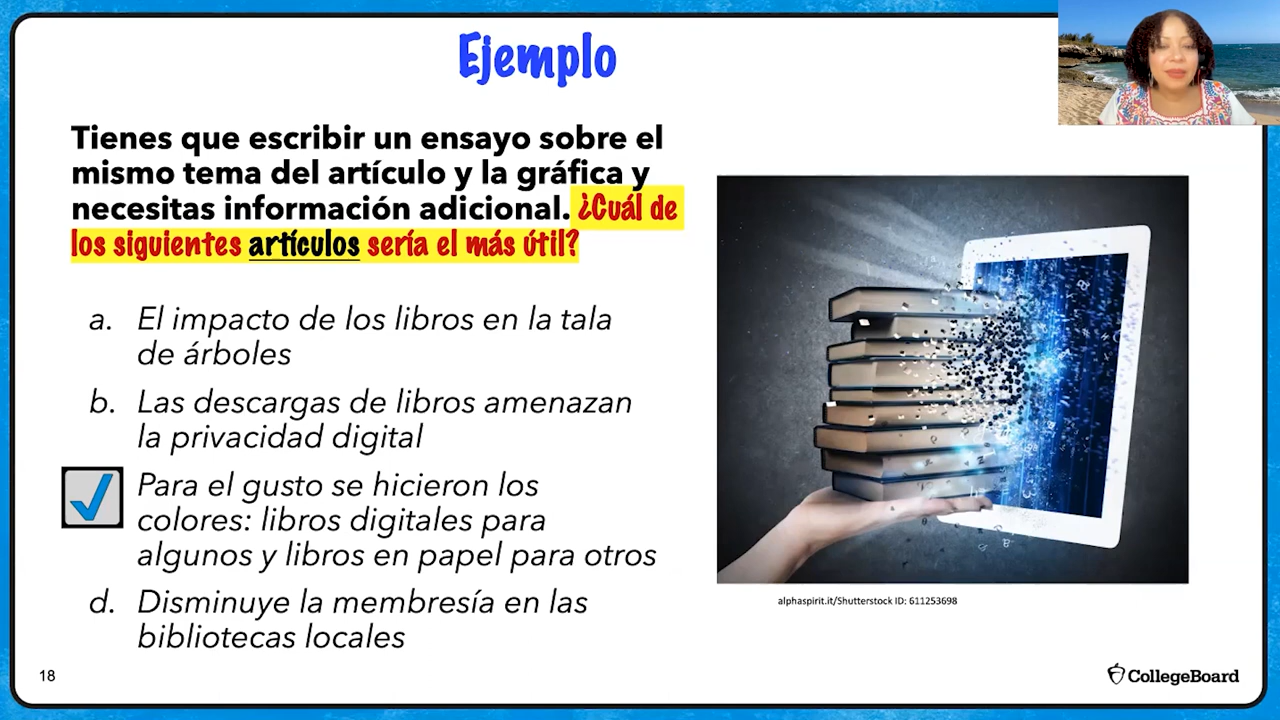 Ejemplo
Tienes que escribir un ensayo sobre el
mismo tema del artículo y la gráfica y
necesitas información adicional. ¿Cuál de
los siguientes artículos sería el más útil?
a. El impacto de los libros en la tala
de árboles
b. Las descargas de libros amenazan
la privacidad digital
Para el gusto se hicieron los
colores: libros digitales para
algunos y libros en papel para otros
d. Disminuye la membresía en las
bibliotecas locales
alphaspirit.it/Shutterstock ID: 611253698
18
CollegeBoard